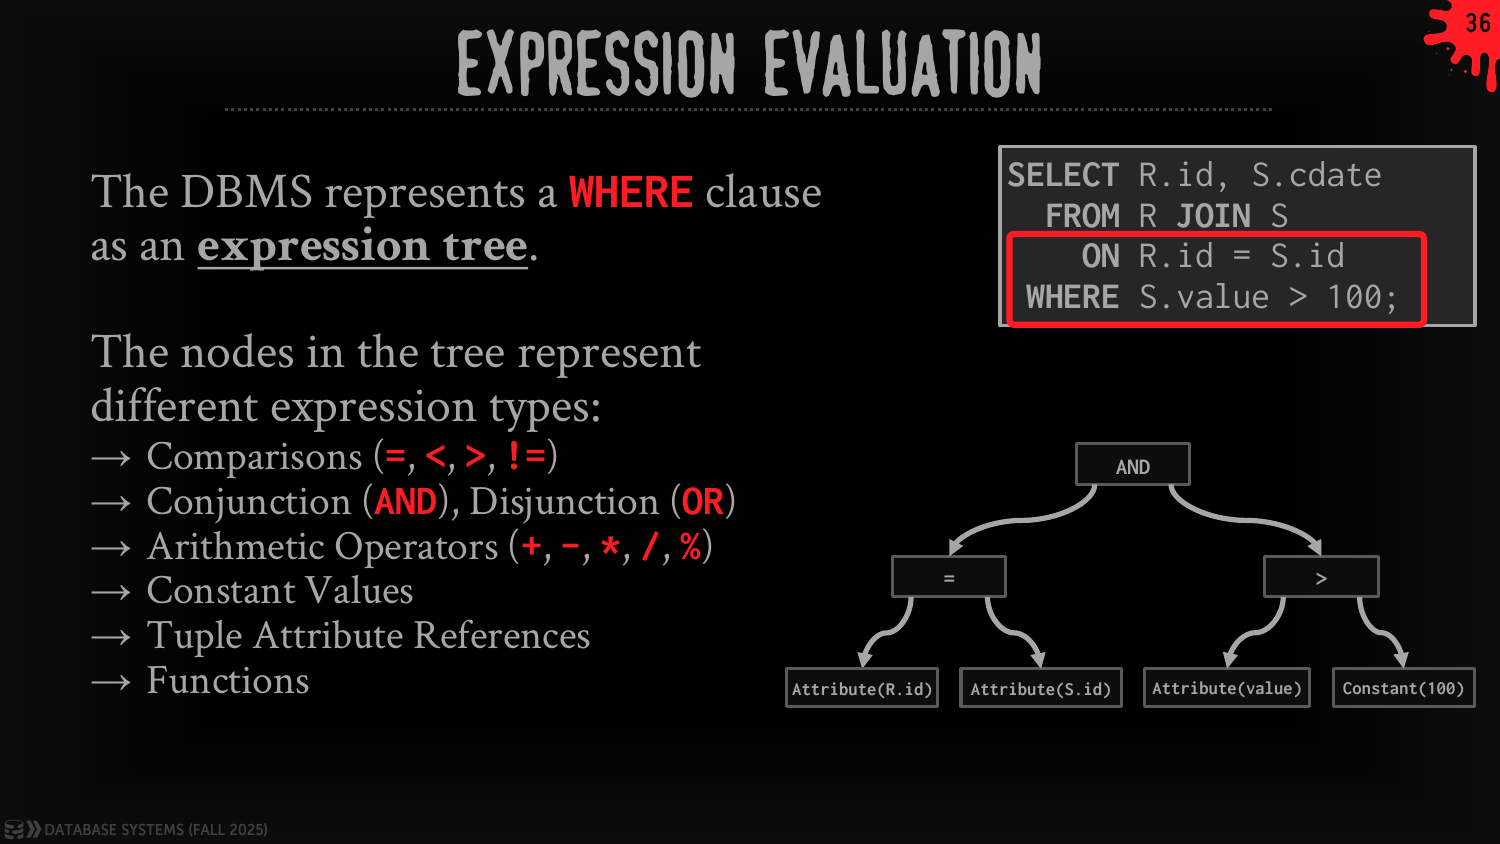 EXPRESSION EVALUATION
36
The DBMS represents a WHERE clause
as an expression tree.
The nodes in the tree represent
different expression types:
→ Comparisons (=, <, >, !=)
→ Conjunction (AND), Disjunction (OR)
→ Arithmetic Operators (+, -, *, /, %)
→ Constant Values
→ Tuple Attribute References
→ Functions
SELECT R.id, S.cdate
FROM R JOIN S
ON R.id = S.id
WHERE S.value > 100;
AND
=
>
Attribute(R.id)
Attribute(S.id)
Attribute(value)
Constant(100)
DATABASE SYSTEMS (FALL 2025)